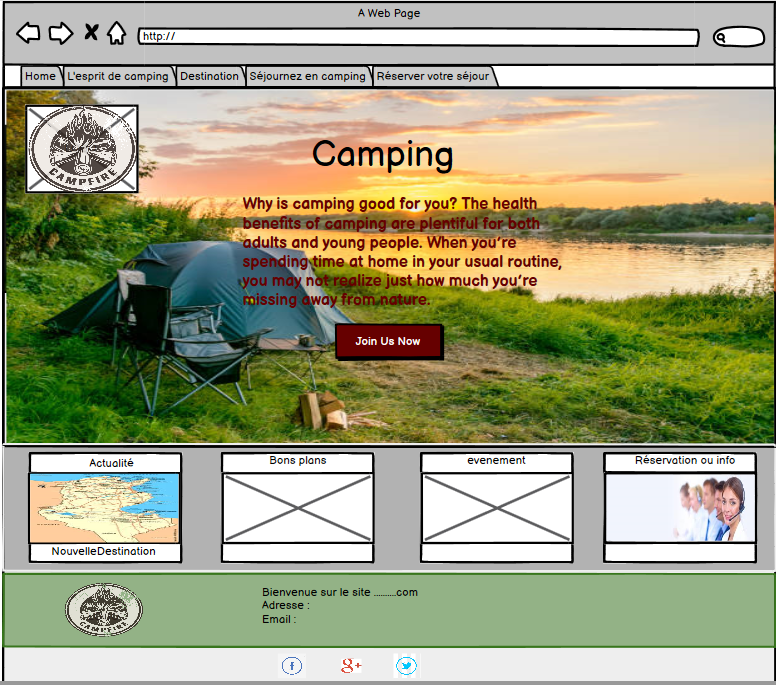 A Web Page
http://
Home L'esprit de camping Destination Séjournez en camping Réserver votre séjour
CAMPFIRE
Camping
Why is camping good for you? The health
benefits of camping are plentiful for both
adults and young people. When you're
spending time at home in your usual routine,
you may not realize just how much you're
missing away from nature.
Join Us Now
Actualité
Bons plans
evenement
Réservation ou info
NouvelleDestination
CAMPFIRE
Bienvenue sur le site ..........com
Adresse :
Email :
f g+